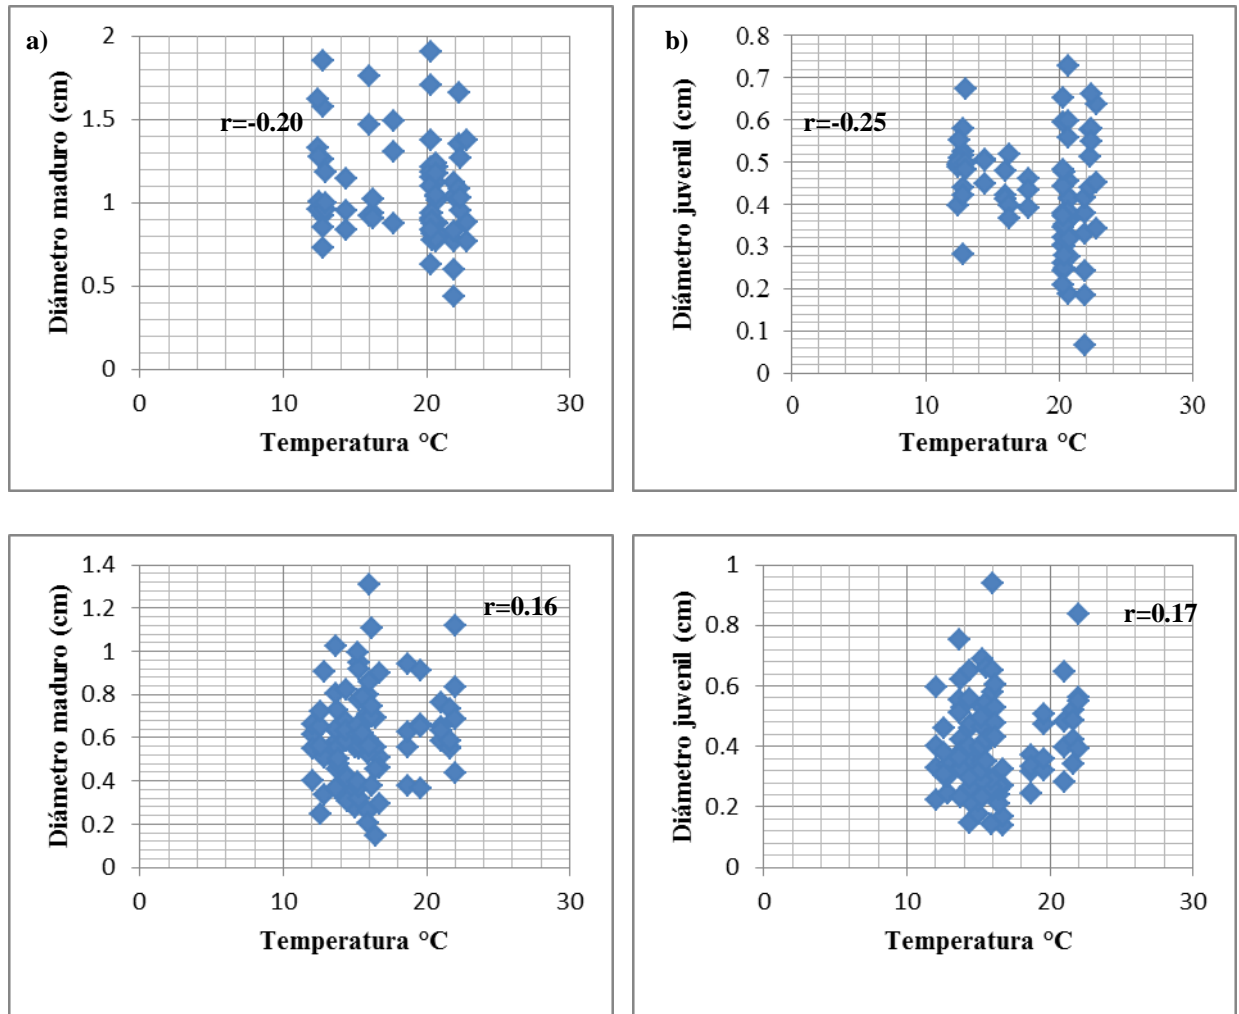 a)
Diámetro maduro (cm)
2
1.5
1
0.5
0
r=-0.20
0 10 20 30
Temperatura °C
b)
Diámetro juvenil (cm)
0.8
0.7
0.6
0.5
0.4
0.3
0.2
0.1
0
r=-0.25
0 10 20 30
Temperatura °C
Diámetro maduro (cm)
1.4
1.2
1
0.8
0.6
0.4
0.2
0
r=0.16
0 10 20 30
Temperatura °C
Diámetro juvenil (cm)
1
0.8
0.6
0.4
0.2
0
r=0.17
0 10 20 30
Temperatura °C